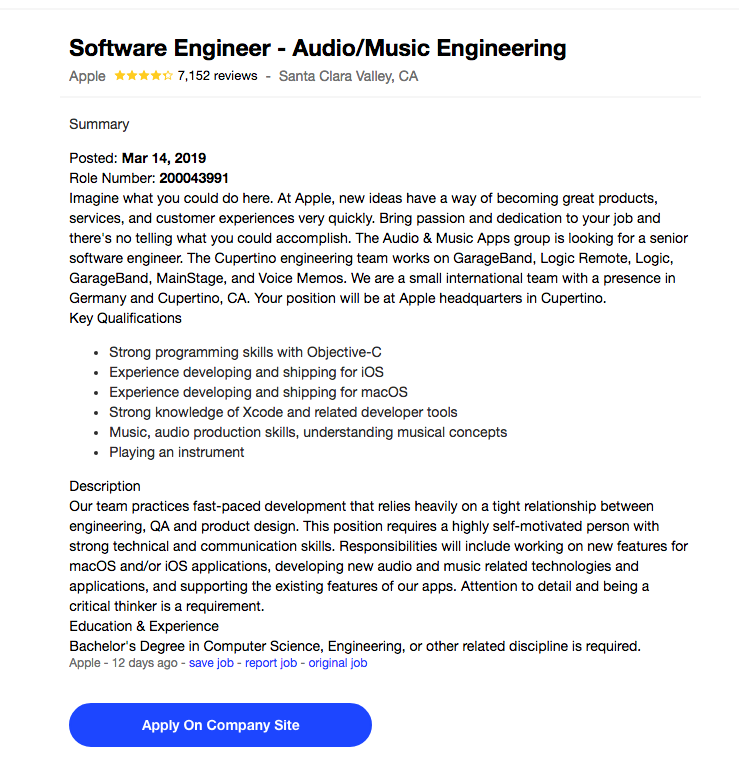 Software Engineer - Audio/Music Engineering
Apple 7,152 reviews - Santa Clara Valley, CA
Summary
Posted: Mar 14, 2019
Role Number: 200043991
Imagine what you could do here. At Apple, new ideas have a way of becoming great products,
services, and customer experiences very quickly. Bring passion and dedication to your job and
there's no telling what you could accomplish. The Audio & Music Apps group is looking for a senior
software engineer. The Cupertino engineering team works on GarageBand, Logic Remote, Logic,
GarageBand, MainStage, and Voice Memos. We are a small international team with a presence in
Germany and Cupertino, CA. Your position will be at Apple headquarters in Cupertino.
Key Qualifications
• Strong programming skills with Objective-C
• Experience developing and shipping for iOS
• Experience developing and shipping for macOS
• Strong knowledge of Xcode and related developer tools
• Music, audio production skills, understanding musical concepts
• Playing an instrument
Description
Our team practices fast-paced development that relies heavily on a tight relationship between
engineering, QA and product design. This position requires a highly self-motivated person with
strong technical and communication skills. Responsibilities will include working on new features for
macOS and/or iOS applications, developing new audio and music related technologies and
applications, and supporting the existing features of our apps. Attention to detail and being a
critical thinker is a requirement.
Education & Experience
Bachelor's Degree in Computer Science, Engineering, or other related discipline is required.
Apple - 12 days ago - save job - report job - original job
Apply On Company Site